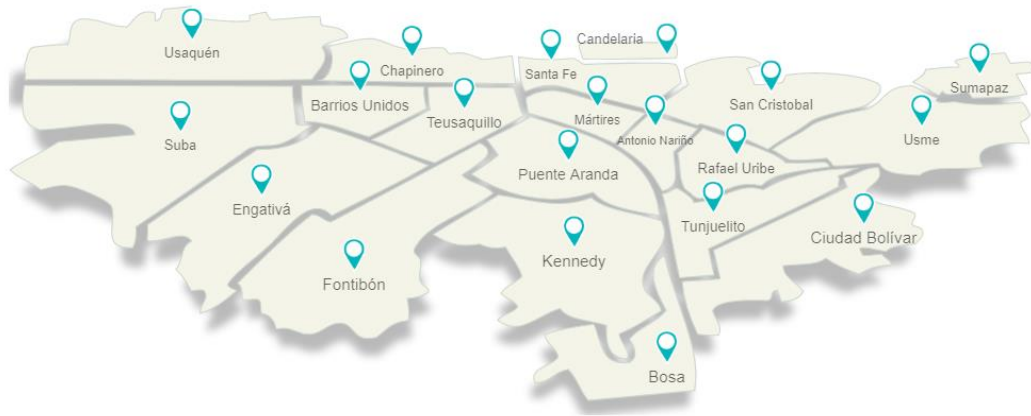 Candelaria
Usaquén
Chapinero
Santa Fe
Sumapaz
Barrios Unidos
San Cristobal
Teusaquillo
Mártires
Suba
Antonio Nariño
Usme
Rafael Uribe
Puente Aranda
Engativá
Tunjuelito
Ciudad Bolívar
Kennedy
Fontibón
Bosa